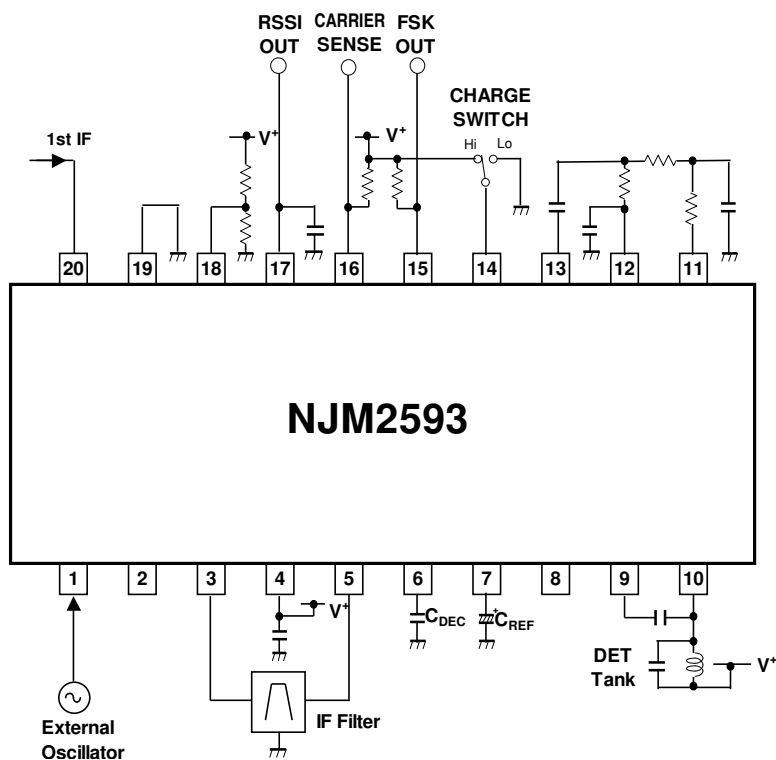 RSSI
OUT
CARRIER
SENSE
FSK
OUT
CHARGE
SWITCH
Hi
Lo
1st IF
V+
V+
20
19
18
17
16
15
14
13
12
11
NJM2593
1
2
3
4
5
6
7
8
9
10
V+
CDEC
+
CREF
DET
Tank
V+
IF Filter
External
Oscillator